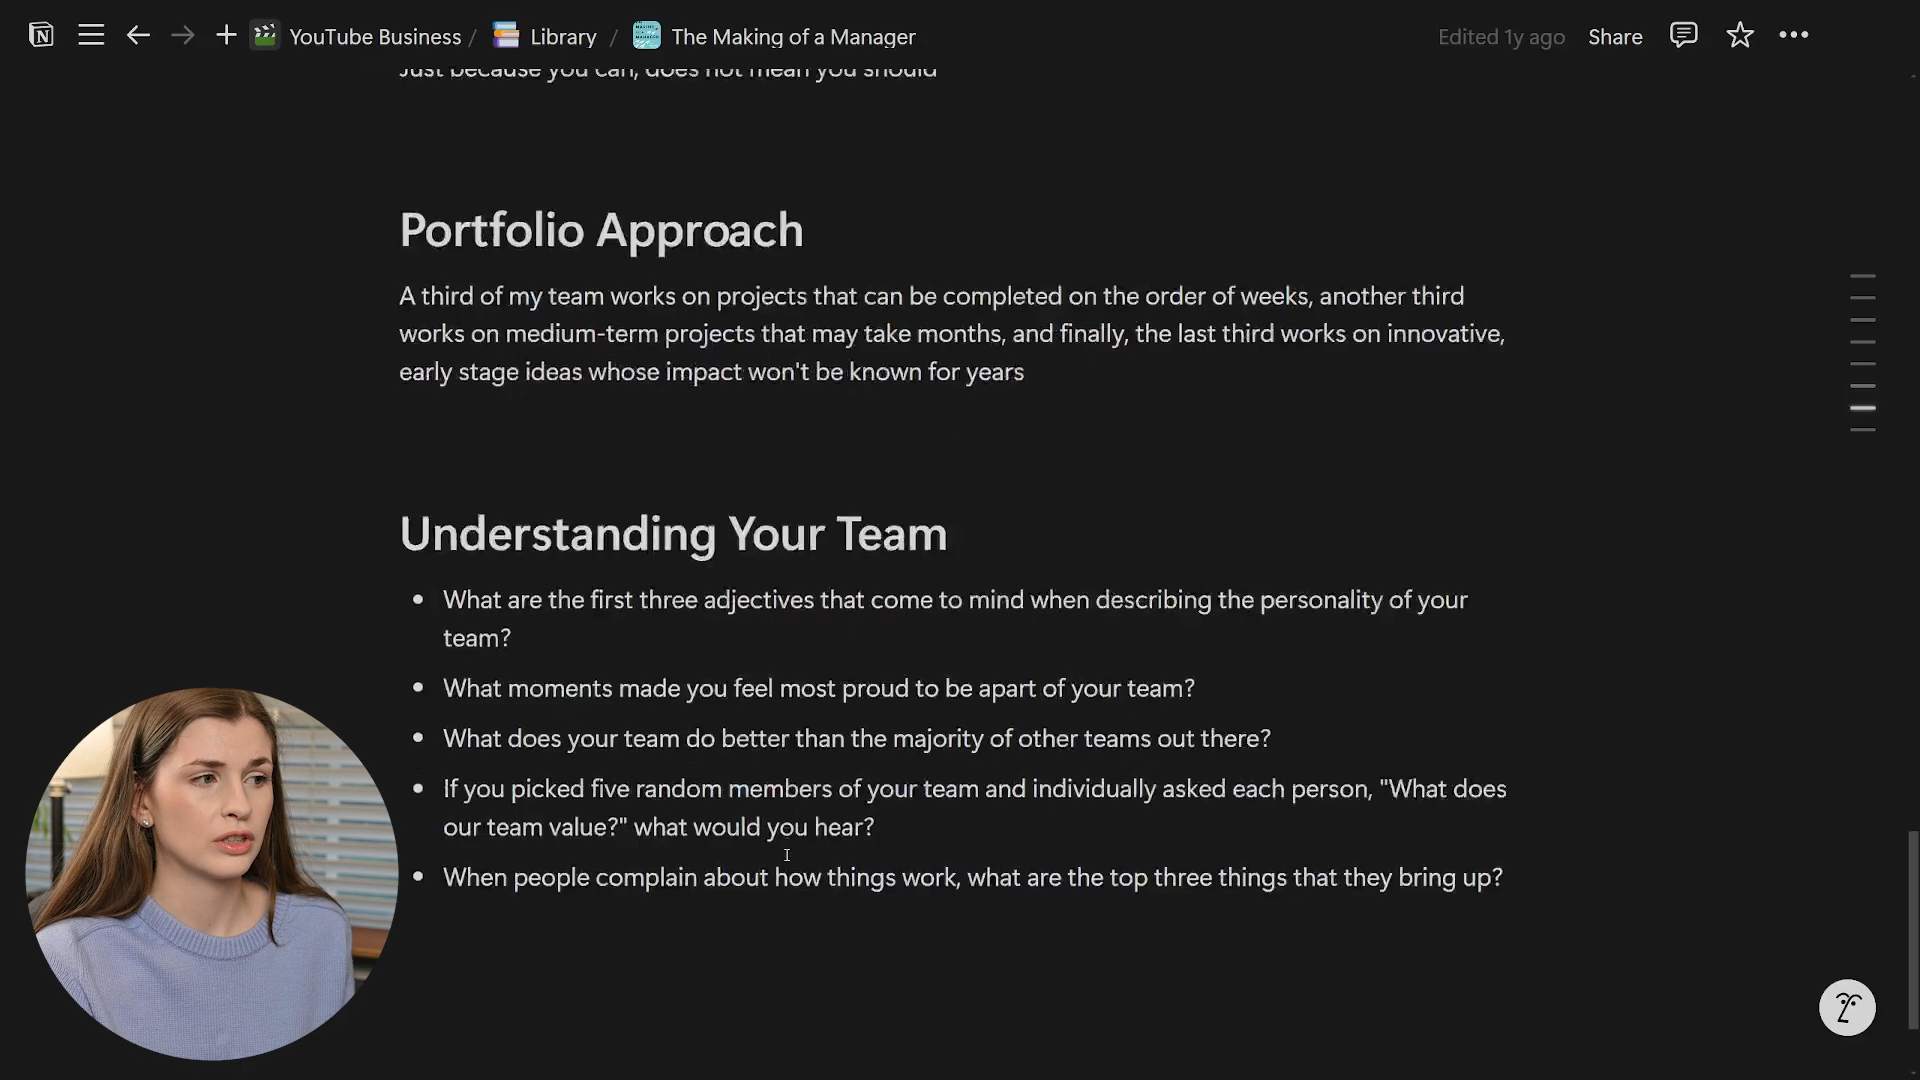 YouTube Business / Library / The Making of a Manager Edited 1y ago Share
Just because you can, does not mean you should
Portfolio Approach
A third of my team works on projects that can be completed on the order of weeks, another third
works on medium-term projects that may take months, and finally, the last third works on innovative,
early stage ideas whose impact won't be known for years
Understanding Your Team
• What are the first three adjectives that come to mind when describing the personality of your
team?
• What moments made you feel most proud to be apart of your team?
• What does your team do better than the majority of other teams out there?
• If you picked five random members of your team and individually asked each person, "What does
our team value?" what would you hear?
• When people complain about how things work, what are the top three things that they bring up?